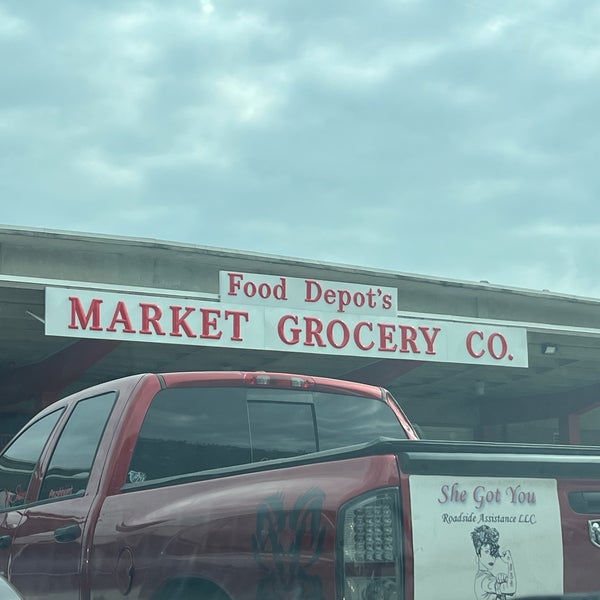 Food Depot's
MARKET GROCERY CO.
She Got You
Roadside Assistance LLC.